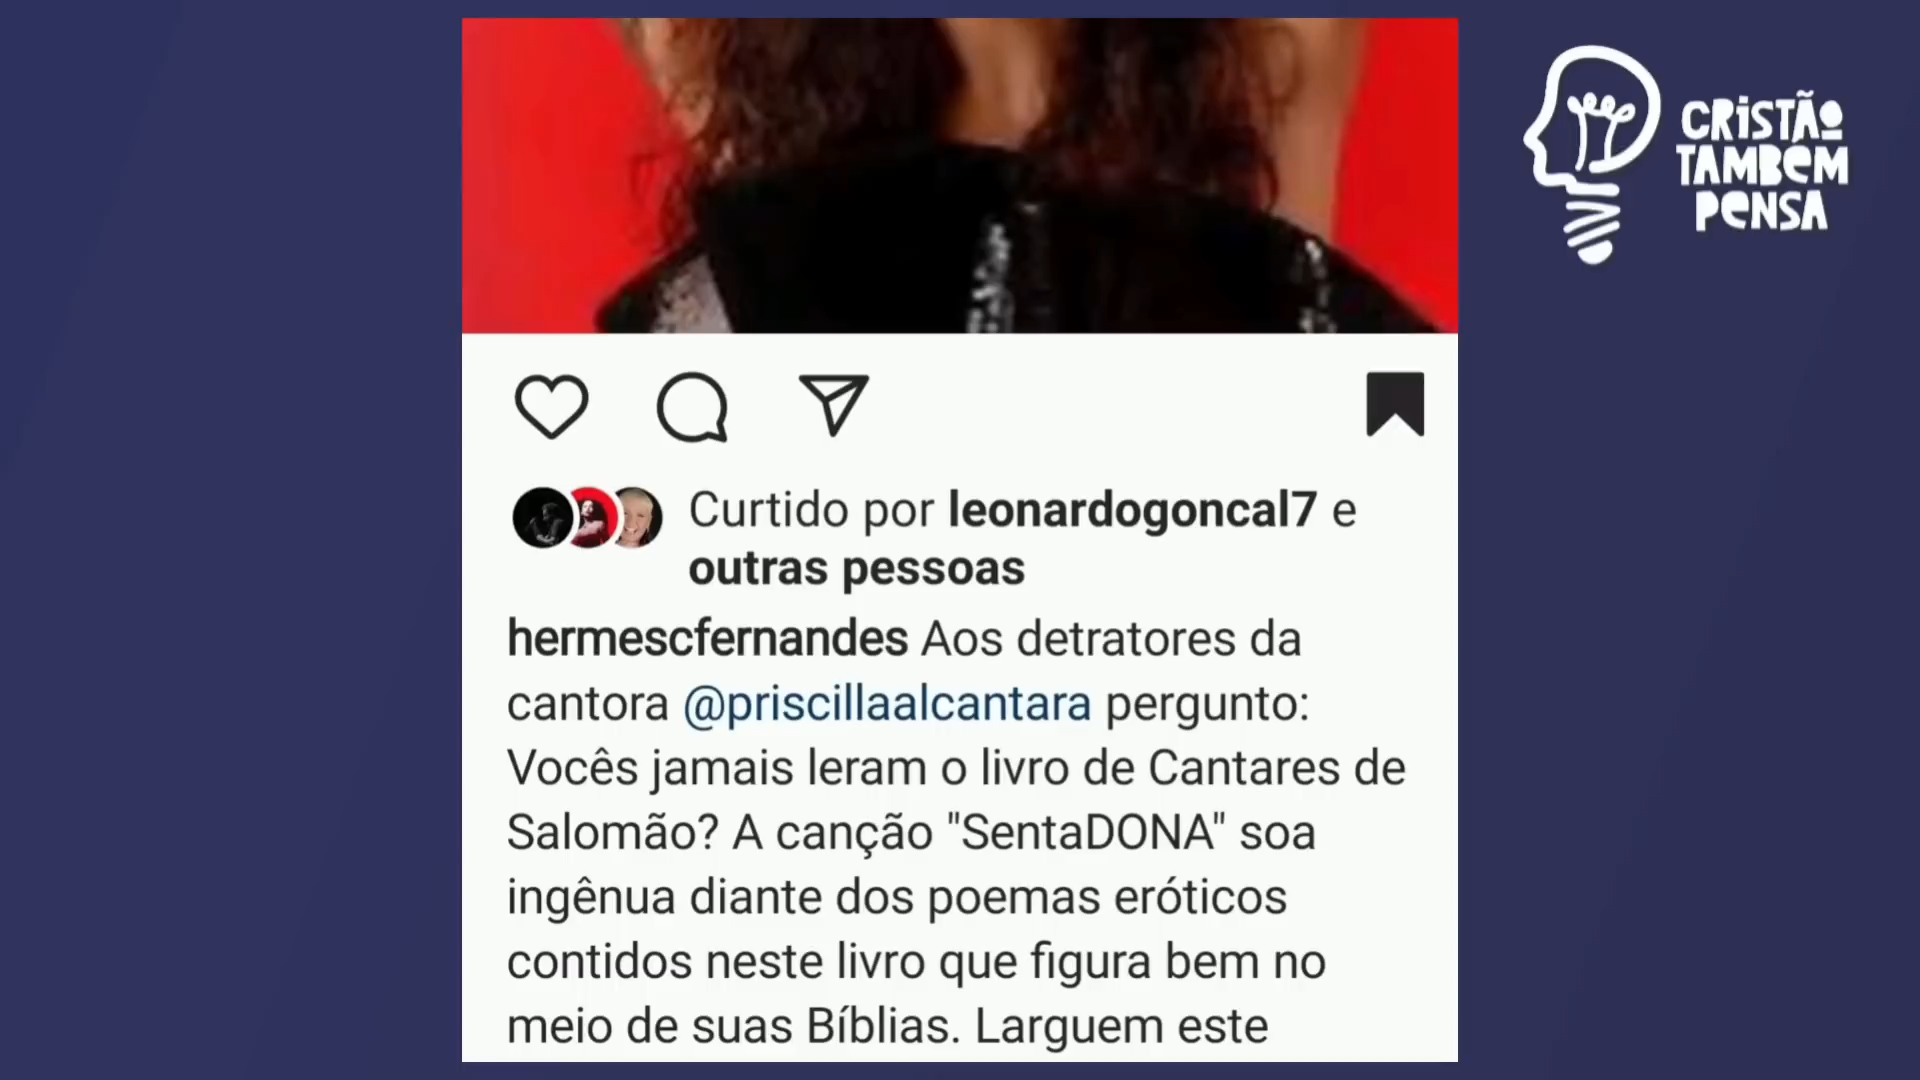 CRISTÃO
TAMBÉM
PENSA
Curtido por leonardogoncal7 e
outras pessoas
hermescfernandes Aos detratores da
cantora @priscillaalcantara pergunto:
Vocês jamais leram o livro de Cantares de
Salomão? A canção "SentaDONA" soa
ingênua diante dos poemas eróticos
contidos neste livro que figura bem no
meio de suas Bíblias. Larguem este